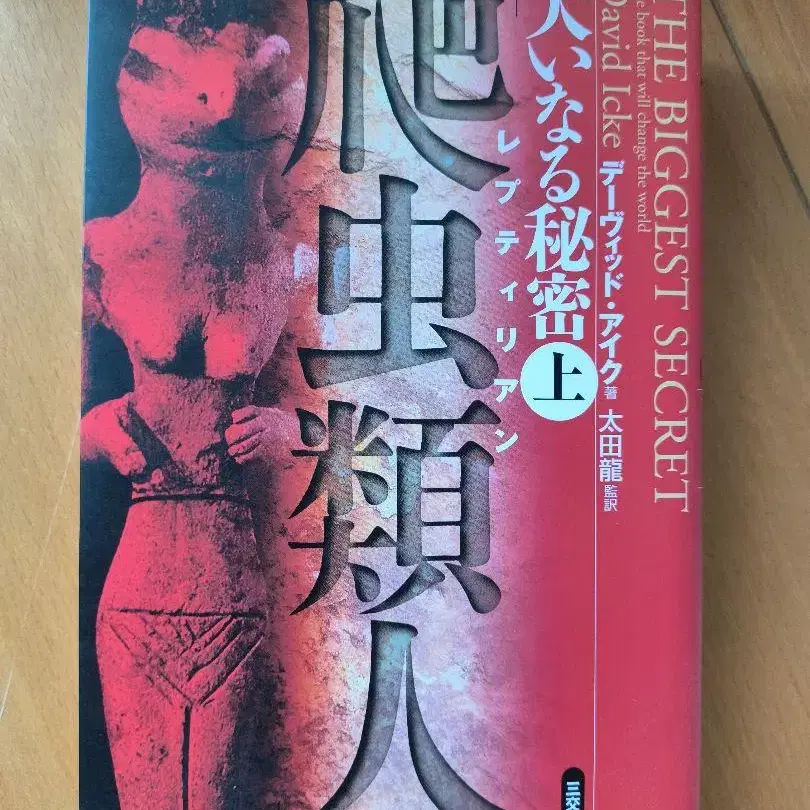 THE BIGGEST SECRET
e book that will change the world
David Icke
デーヴィッド・アイク 著 太田龍 監訳
大いなる秘密 上
レプティリアン
爬虫類人
三交